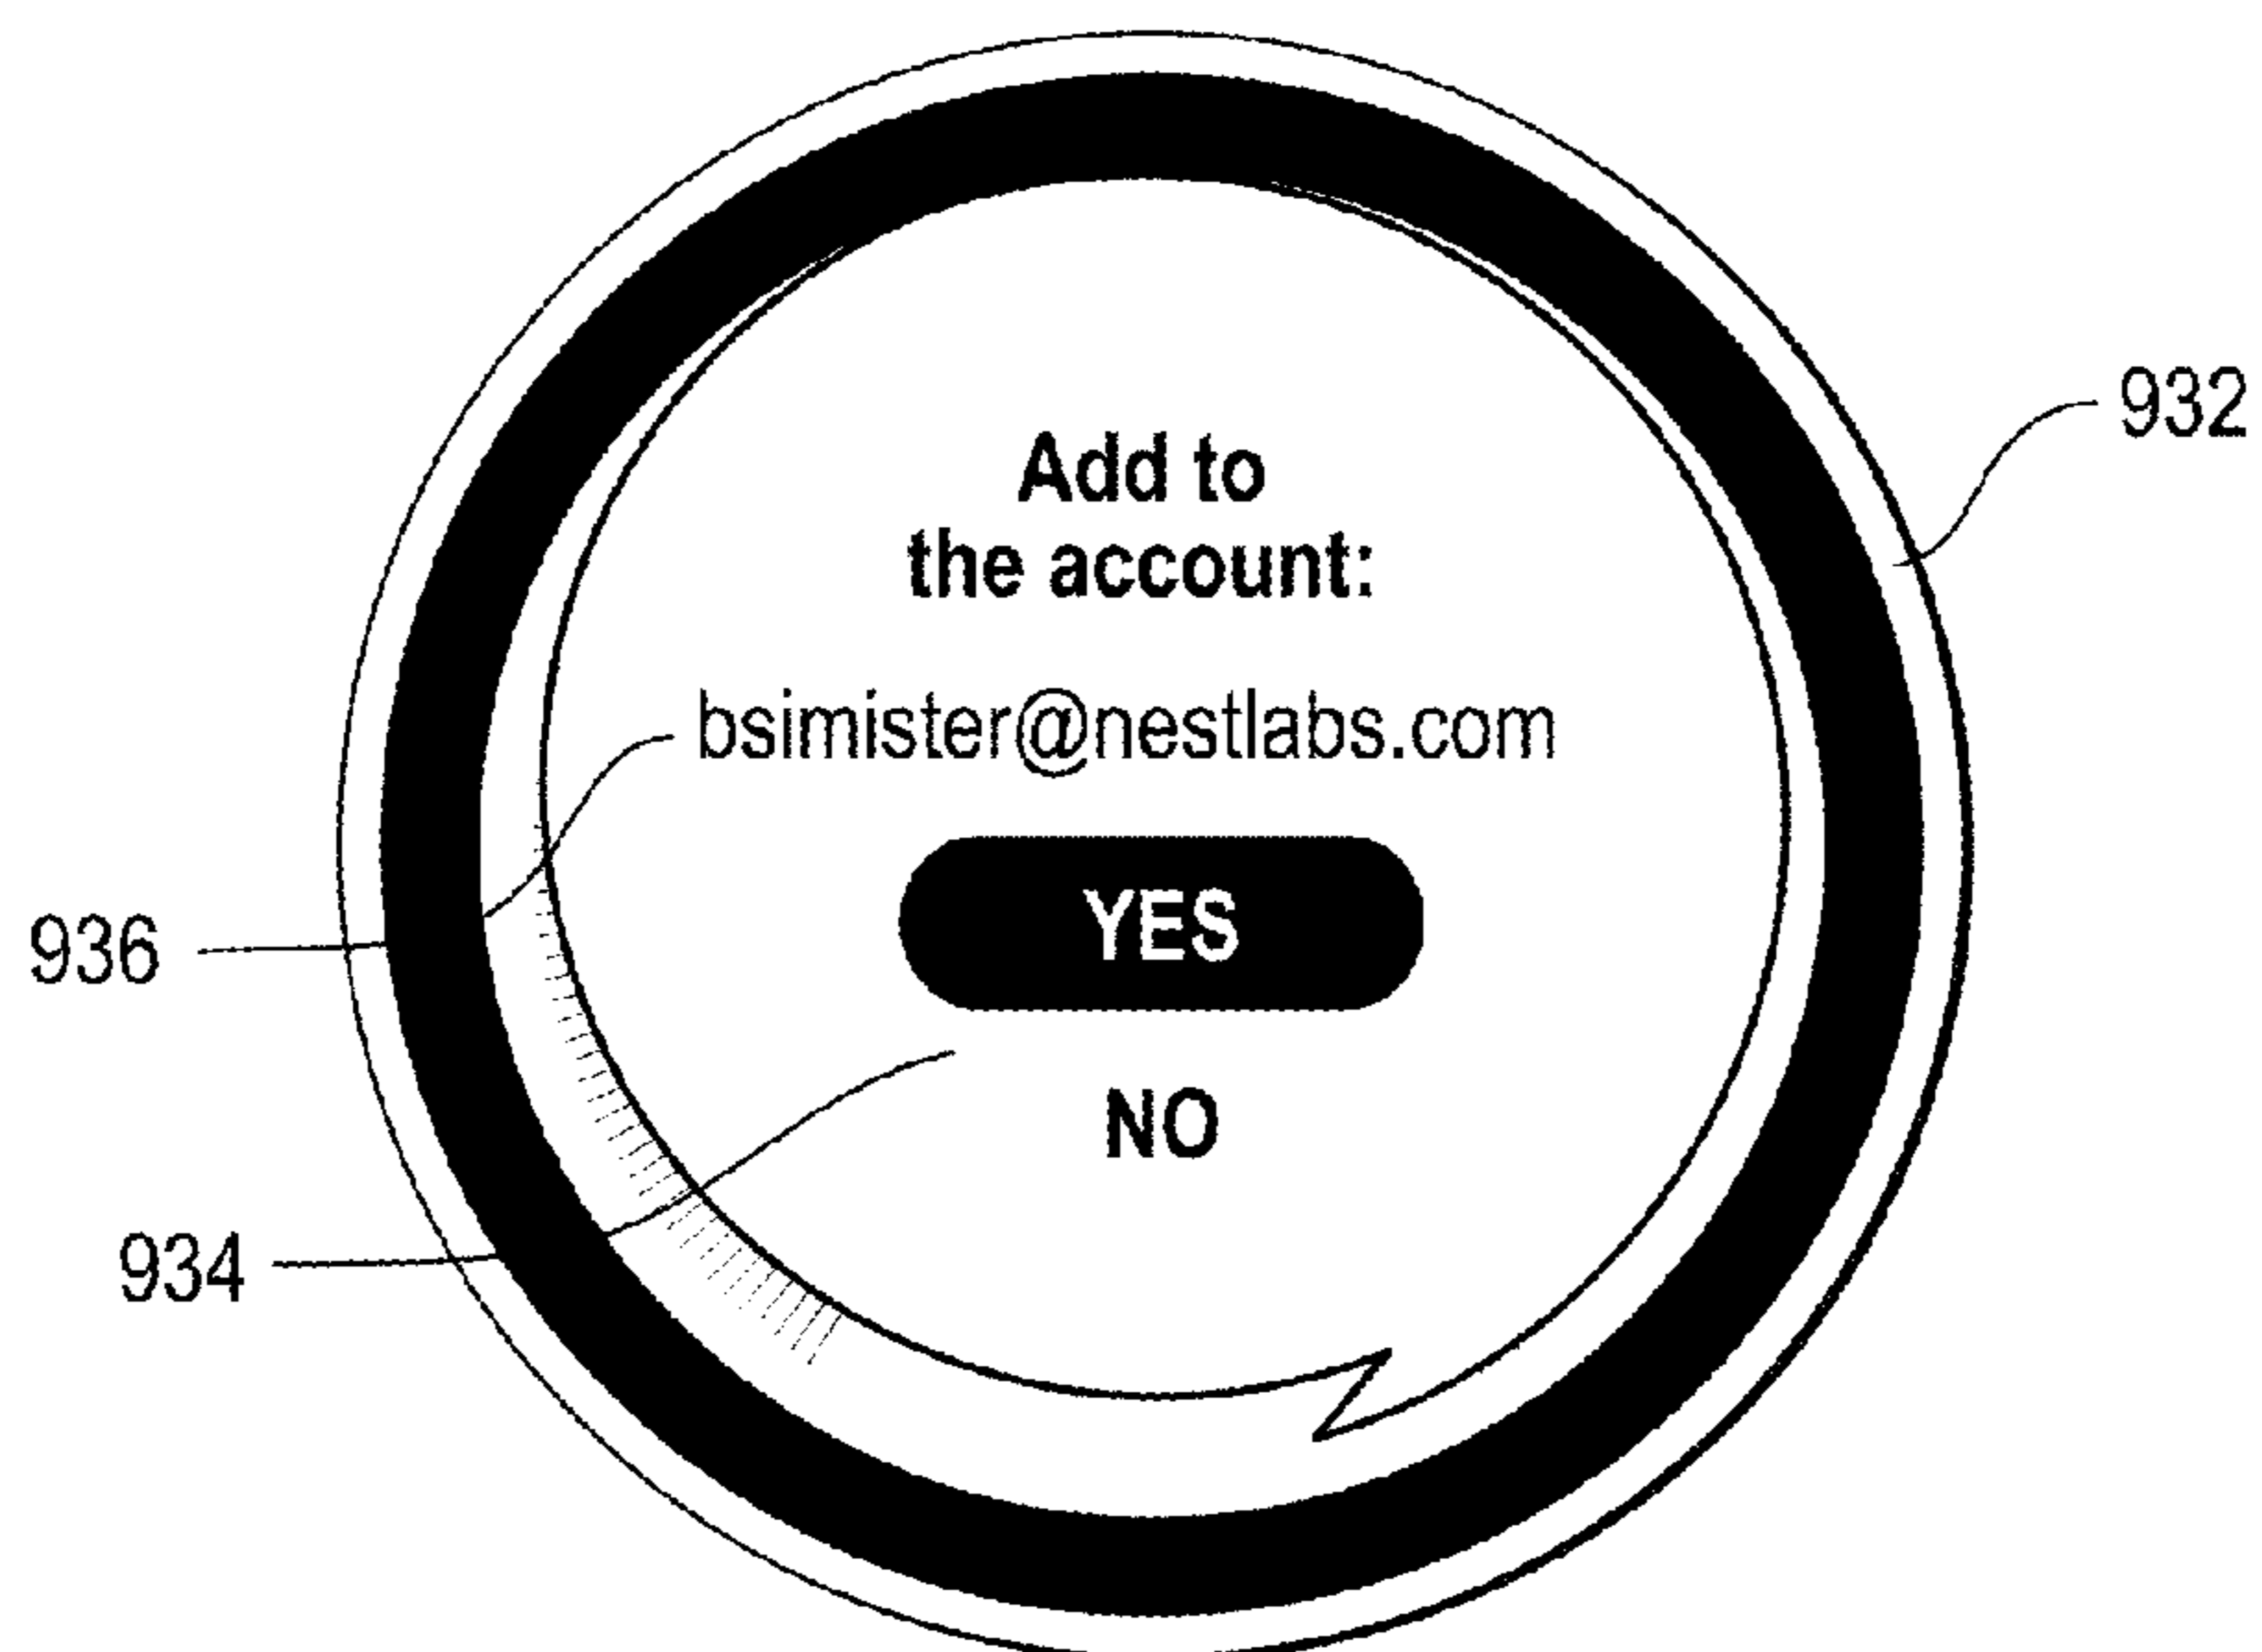 932
Add to
the account:
bsimister@nestlabs.com
YES
936
NO
934